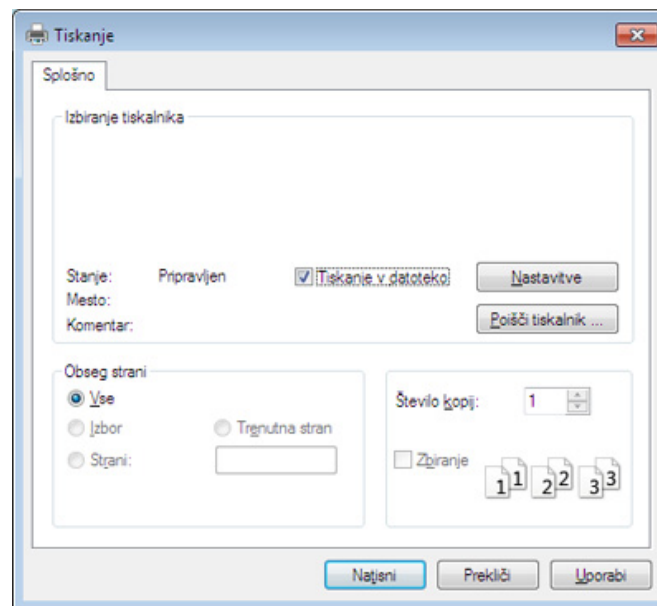 Tiskanje
Splošno
Izbiranje tiskalnika
Stanje: Pripravljen Tiskanje v datoteko Nastavitve
Mesto:
Komentar: Poišči tiskalnik ...
Obseg strani
Vse
Izbor Trenutna stran
Strani:
Število kopij: 1
Zbiranje
1 1 2 2 3 3
Natisni Prekliči Uporabi